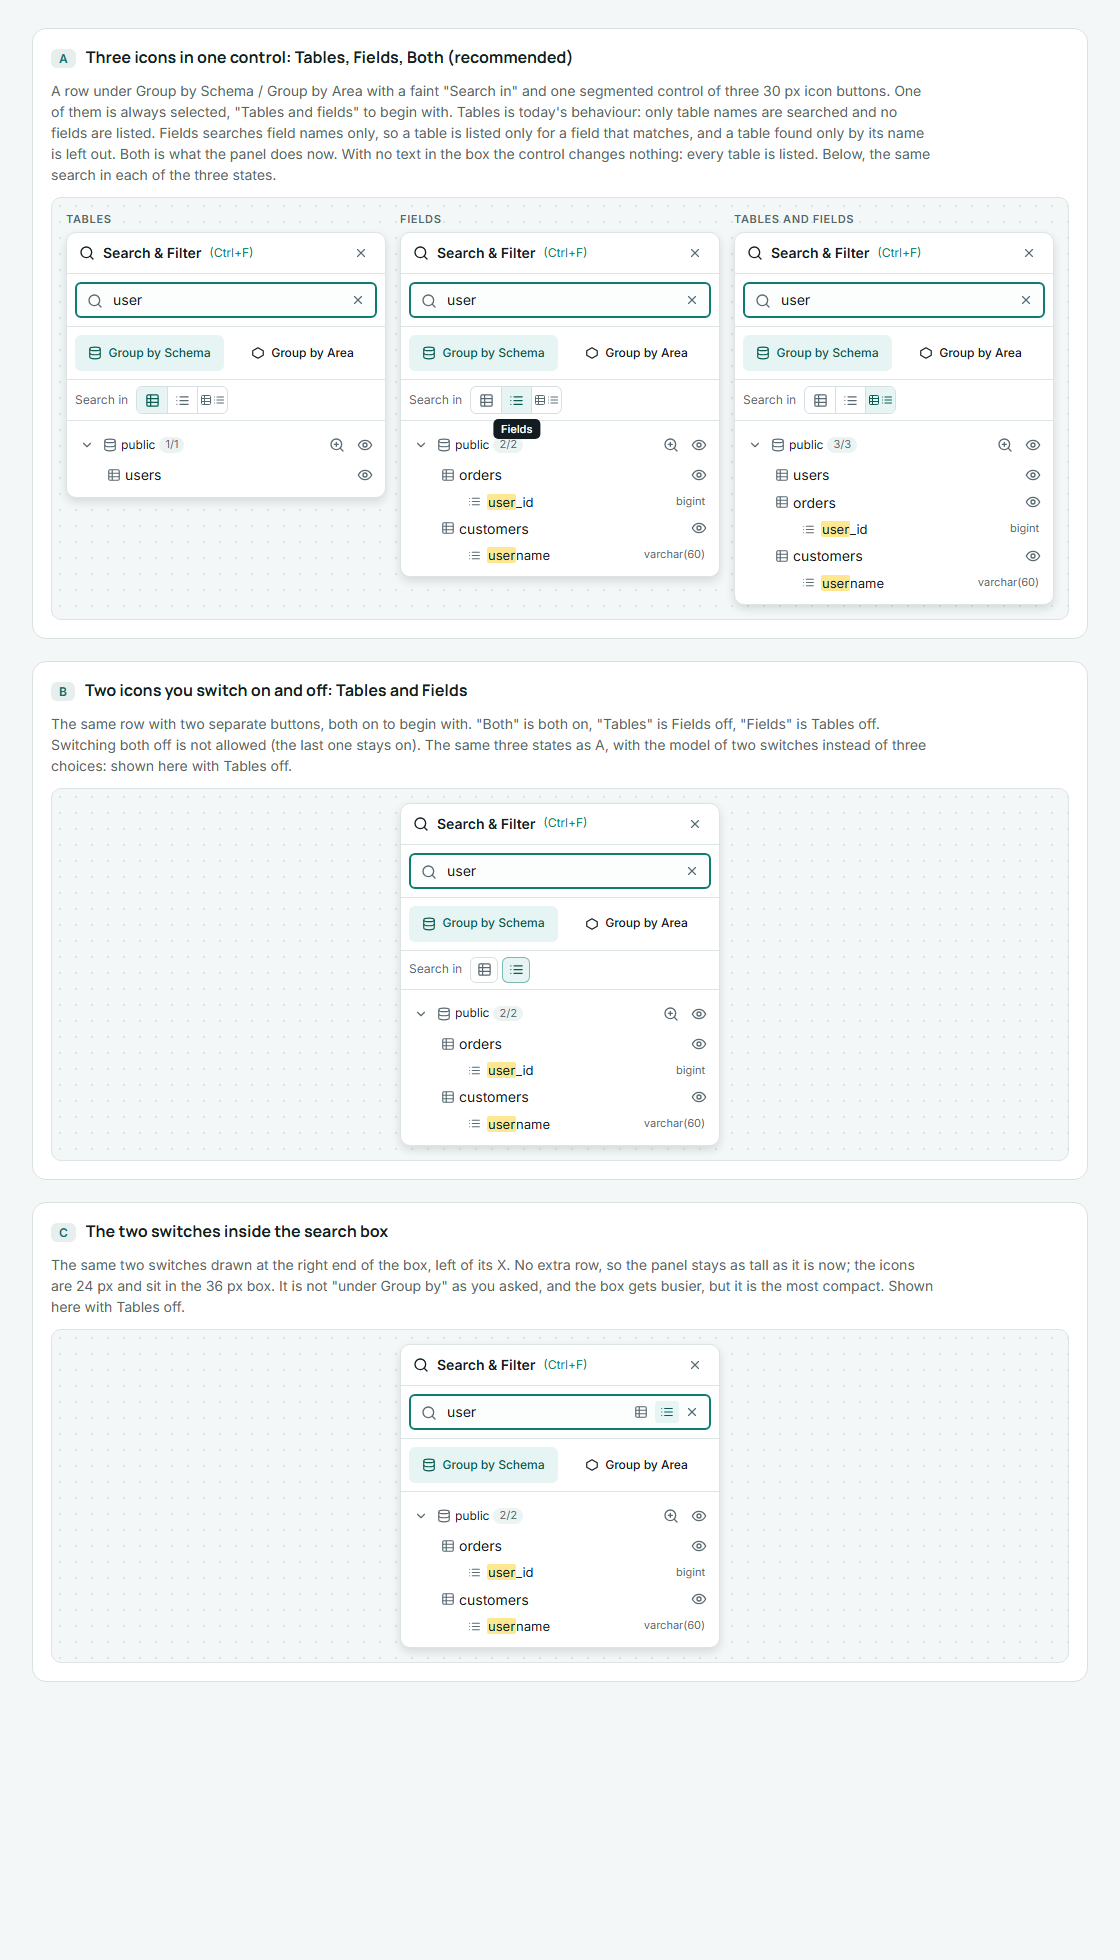 A Three icons in one control: Tables, Fields, Both (recommended)
A row under Group by Schema / Group by Area with a faint "Search in" and one segmented control of three 30 px icon buttons. One
of them is always selected, "Tables and fields" to begin with. Tables is today's behaviour: only table names are searched and no
fields are listed. Fields searches field names only, so a table is listed only for a field that matches, and a table found only by its name
is left out. Both is what the panel does now. With no text in the box the control changes nothing: every table is listed. Below, the same
search in each of the three states.
TABLES
Search & Filter (Ctrl+F)
user
Group by Schema Group by Area
Search in
public 1/1
users
FIELDS
Search & Filter (Ctrl+F)
user
Group by Schema Group by Area
Search in
Fields
public 2/2
orders
user_id bigint
customers
username varchar(60)
TABLES AND FIELDS
Search & Filter (Ctrl+F)
user
Group by Schema Group by Area
Search in
public 3/3
users
orders
user_id bigint
customers
username varchar(60)
B Two icons you switch on and off: Tables and Fields
The same row with two separate buttons, both on to begin with. "Both" is both on, "Tables" is Fields off, "Fields" is Tables off.
Switching both off is not allowed (the last one stays on). The same three states as A, with the model of two switches instead of three
choices: shown here with Tables off.
Search & Filter (Ctrl+F)
user
Group by Schema Group by Area
Search in
public 2/2
orders
user_id bigint
customers
username varchar(60)
C The two switches inside the search box
The same two switches drawn at the right end of the box, left of its X. No extra row, so the panel stays as tall as it is now; the icons
are 24 px and sit in the 36 px box. It is not "under Group by" as you asked, and the box gets busier, but it is the most compact. Shown
here with Tables off.
Search & Filter (Ctrl+F)
user
Group by Schema Group by Area
public 2/2
orders
user_id bigint
customers
username varchar(60)